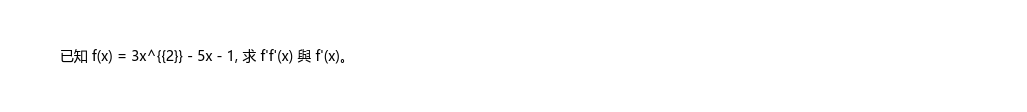 已知 f(x) = 3x^{{2}} - 5x - 1, 求 f'f'(x) 與 f'(x)。